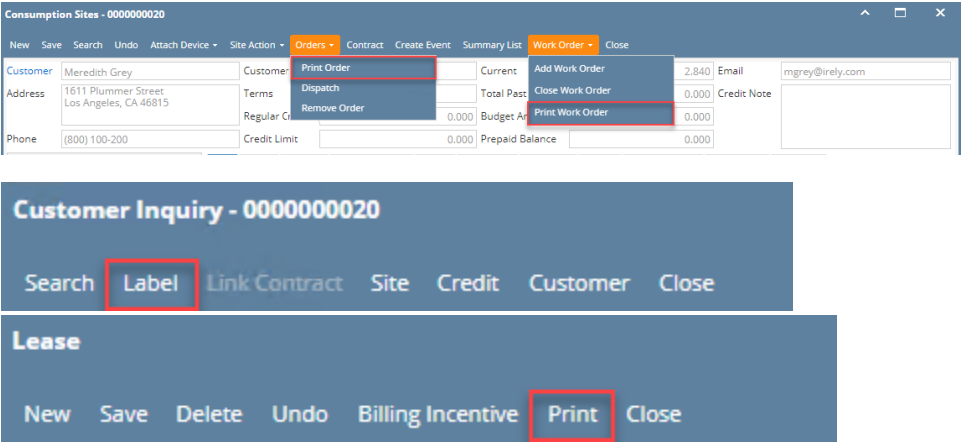 Consumption Sites - 0000000020
New Save Search Undo Attach Device Site Action Orders Contract Create Event Summary List Work Order Close
Customer Meredith Grey Customer Print Order Current Add Work Order 2.840 Email mgrey@irely.com
Address 1611 Plummer Street Terms Dispatch Total Past Close Work Order 0.000 Credit Note
Los Angeles, CA 46815
Remove Order
Regular Cr 0.000 Budget Ar Print Work Order 0.000
Phone (800) 100-200 Credit Limit 0.000 Prepaid Balance 0.000
Customer Inquiry - 0000000020
Search Label Link Contract Site Credit Customer Close
Lease
New Save Delete Undo Billing Incentive Print Close